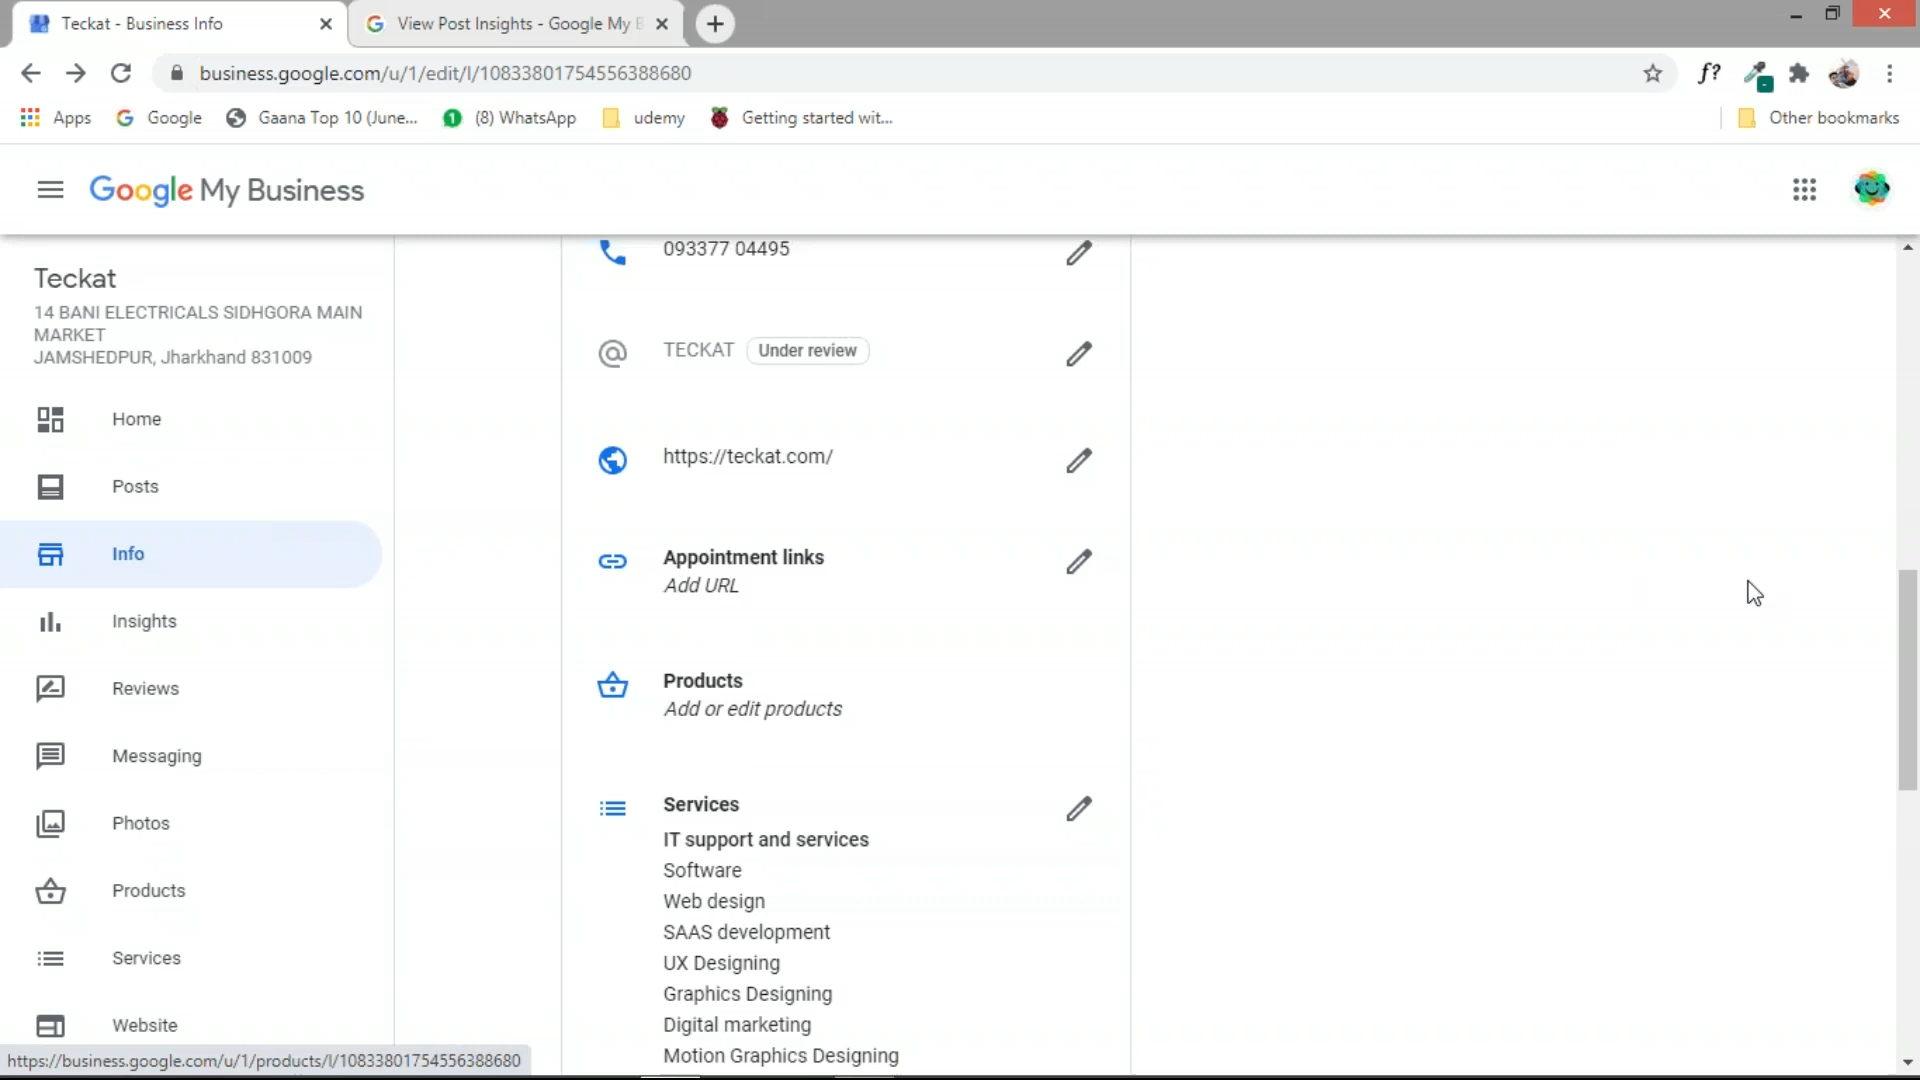 Teckat - Business Info
View Post Insights - Google My B
business.google.com/u/1/edit/l/10833801754556388680
f?
Apps
Google
Gaana Top 10 (June...
1
(8) WhatsApp
udemy
Getting started wit...
Other bookmarks
Google My Business
Teckat
14 BANI ELECTRICALS SIDHGORA MAIN
MARKET
JAMSHEDPUR, Jharkhand 831009
Home
Posts
Info
Insights
Reviews
Messaging
Photos
Products
Services
Website
093377 04495
TECKAT Under review
https://teckat.com/
Appointment links
Add URL
Products
Add or edit products
Services
IT support and services
Software
Web design
SAAS development
UX Designing
Graphics Designing
Digital marketing
Motion Graphics Designing
https://business.google.com/u/1/products/l/10833801754556388680